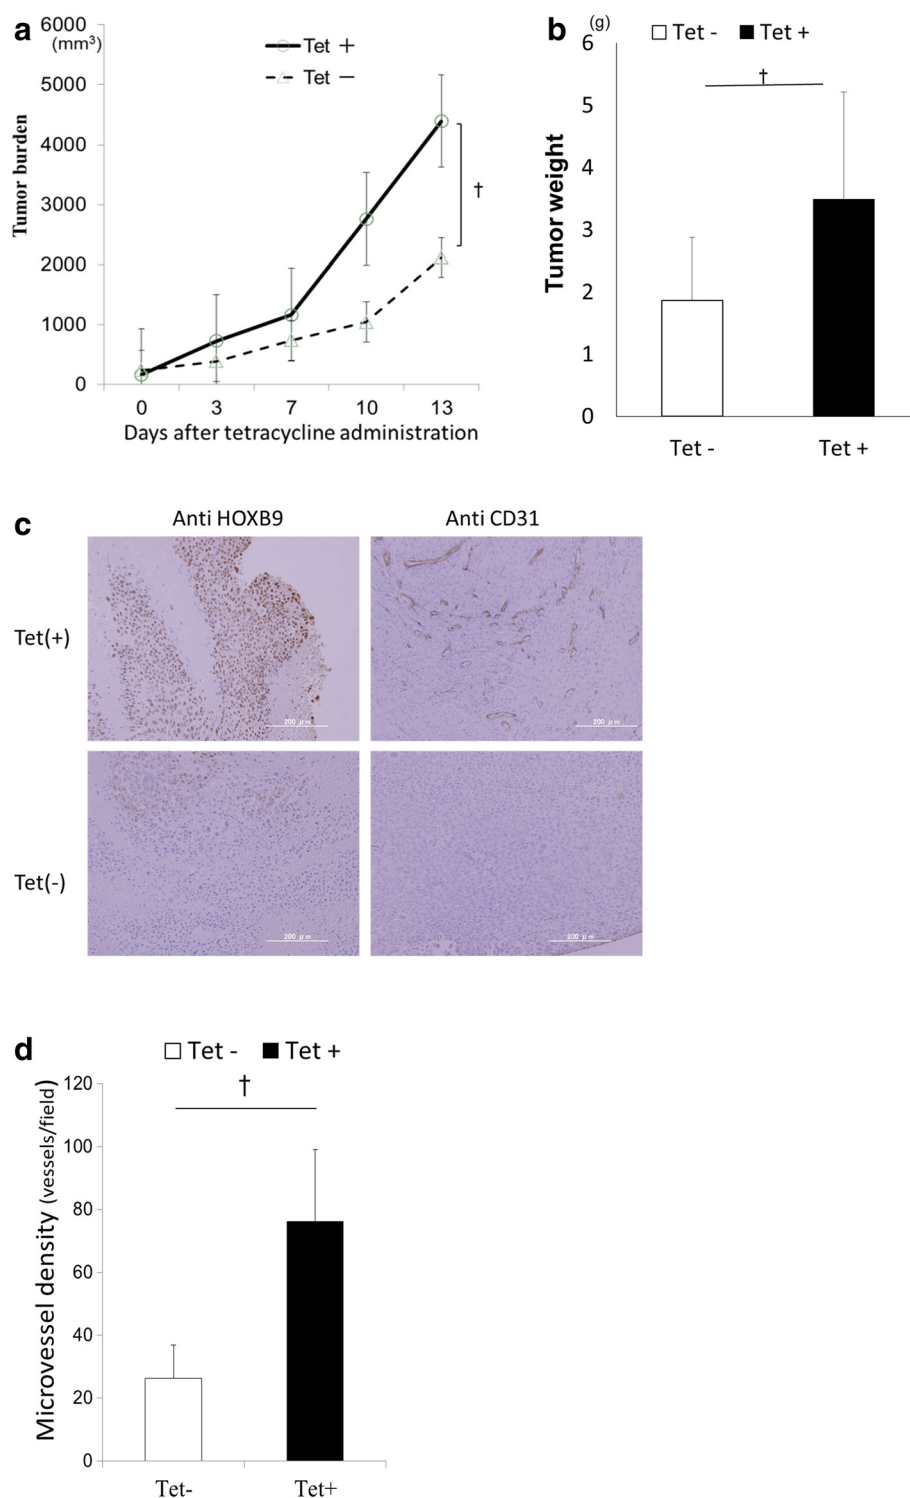 a
6000
(mm³)
Tet +
Tet −
5000
4000
3000
2000
1000
0
Tumor burden
†
0 3 7 10 13
Days after tetracycline administration
b
(g)
Tet - Tet +
†
6
5
4
3
2
1
0
Tumor weight
Tet - Tet +
c
Anti HOXB9 Anti CD31
Tet(+)
200 μm
200 μm
Tet(-)
200 μm
200 μm
d
Tet - Tet +
†
120
100
80
60
40
20
0
Microvessel density (vessels/field)
Tet- Tet+